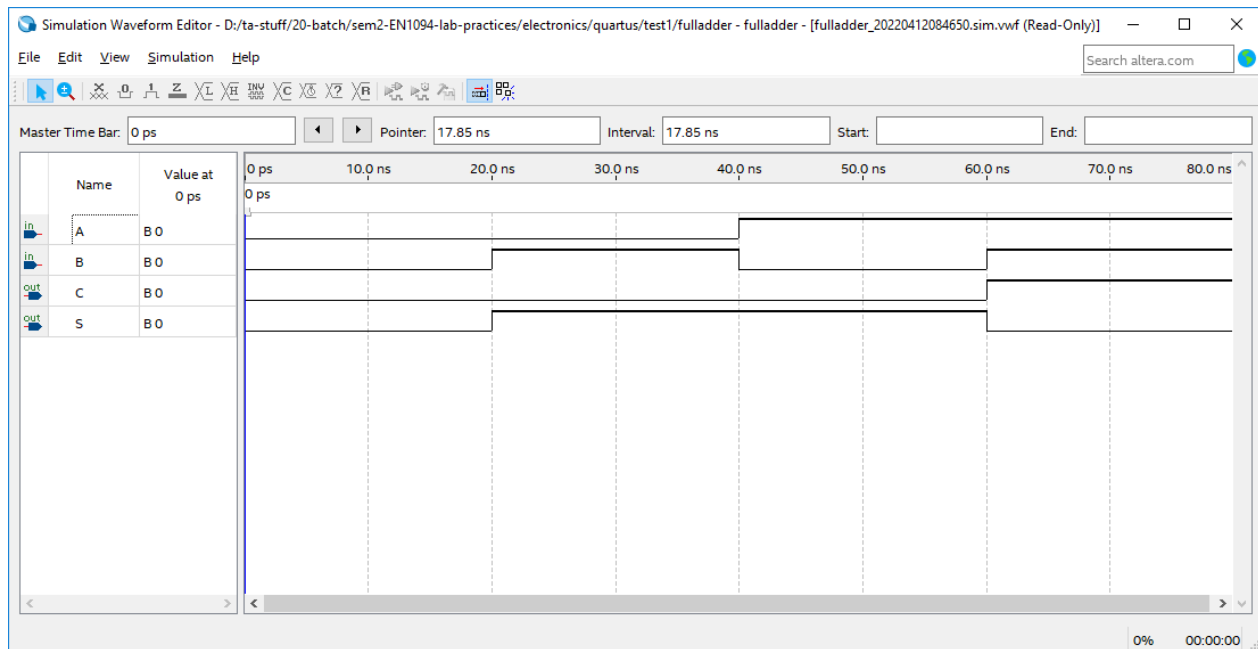 Simulation Waveform Editor - D:/ta-stuff/20-batch/sem2-EN1094-lab-practices/electronics/quartus/test1/fulladder - fulladder - [fulladder_20220412084650.sim.vwf (Read-Only)]
File Edit View Simulation Help
Search altera.com
Master Time Bar: 0 ps Pointer: 17.85 ns Interval: 17.85 ns Start: End:
Name Value at 0 ps
0 ps 10.0 ns 20.0 ns 30.0 ns 40.0 ns 50.0 ns 60.0 ns 70.0 ns 80.0 ns
0 ps
in A B 0
in B B 0
out C B 0
out S B 0
0% 00:00:00